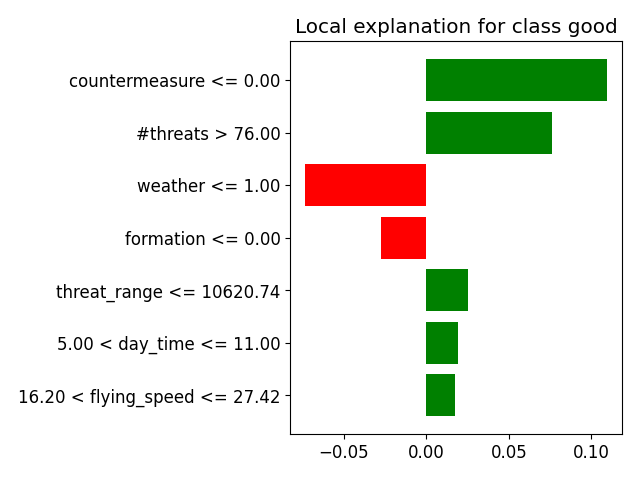 Local explanation for class good
countermeasure <= 0.00
#threats > 76.00
weather <= 1.00
formation <= 0.00
threat_range <= 10620.74
5.00 < day_time <= 11.00
16.20 < flying_speed <= 27.42
−0.05 0.00 0.05 0.10